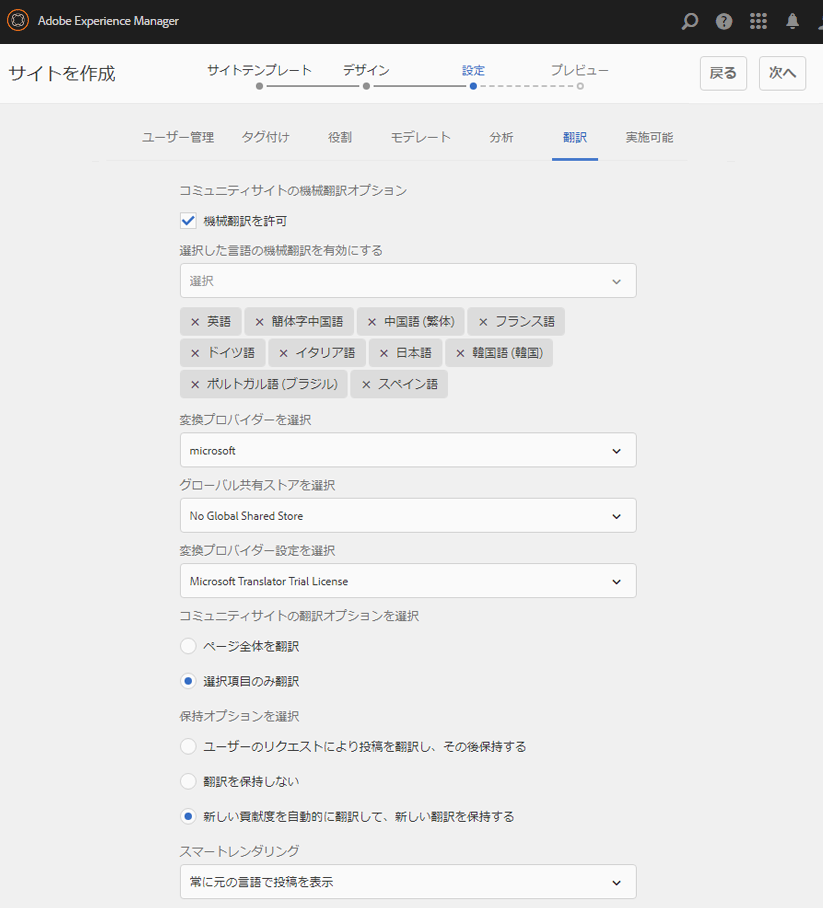 Adobe Experience Manager
サイトを作成
サイトテンプレート デザイン 設定 プレビュー
戻る 次へ
ユーザー管理 タグ付け 役割 モデレート 分析 翻訳 実施可能
コミュニティサイトの機械翻訳オプション
機械翻訳を許可
選択した言語の機械翻訳を有効にする
選択
× 英語 × 簡体字中国語 × 中国語 (繁体) × フランス語
× ドイツ語 × イタリア語 × 日本語 × 韓国語 (韓国)
× ポルトガル語 (ブラジル) × スペイン語
変換プロバイダーを選択
microsoft
グローバル共有ストアを選択
No Global Shared Store
変換プロバイダー設定を選択
Microsoft Translator Trial License
コミュニティサイトの翻訳オプションを選択
ページ全体を翻訳
選択項目のみ翻訳
保持オプションを選択
ユーザーのリクエストにより投稿を翻訳し、その後保持する
翻訳を保持しない
新しい貢献度を自動的に翻訳して、新しい翻訳を保持する
スマートレンダリング
常に元の言語で投稿を表示